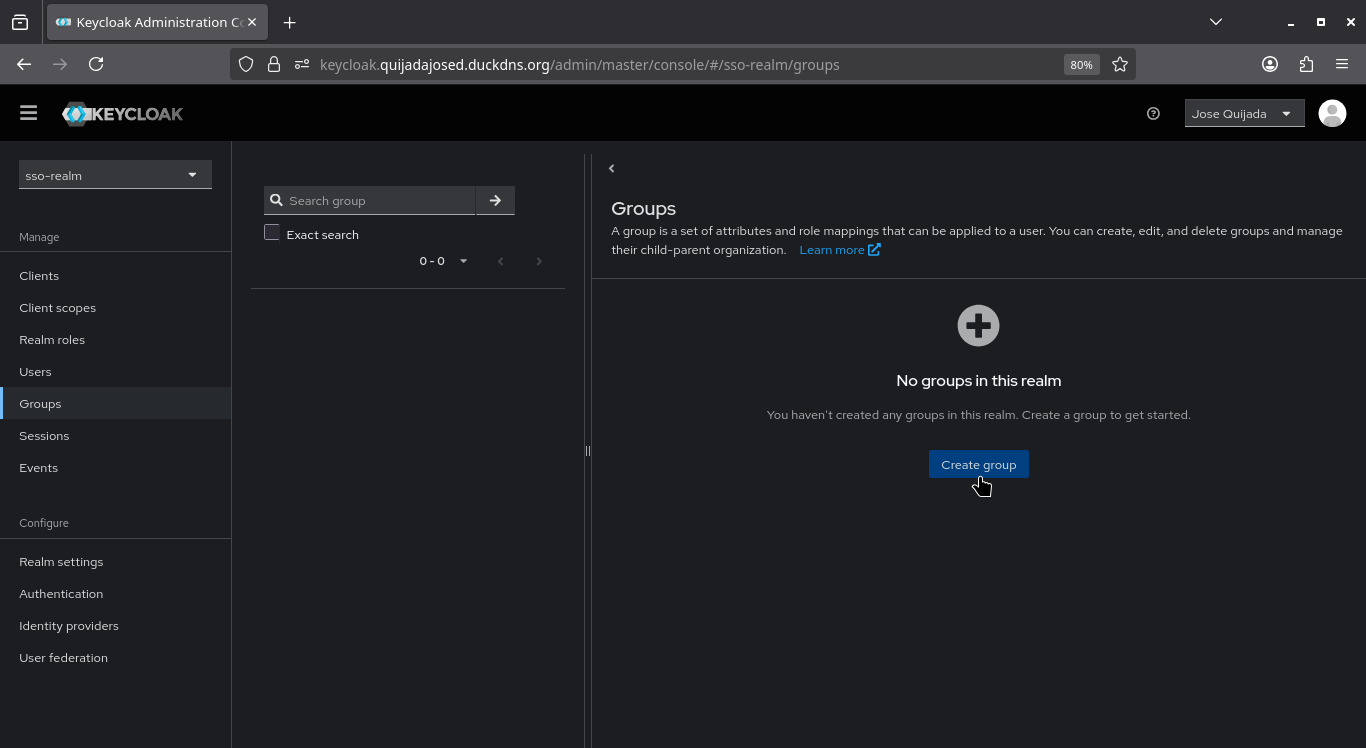 Keycloak Administration C
keycloak.quijadajosed.duckdns.org/admin/master/console/#/sso-realm/groups
80%
KEYCLOAK
Jose Quijada
sso-realm
Manage
Clients
Client scopes
Realm roles
Users
Groups
Sessions
Events
Configure
Realm settings
Authentication
Identity providers
User federation
Search group
Exact search
0 - 0
Groups
A group is a set of attributes and role mappings that can be applied to a user. You can create, edit, and delete groups and manage
their child-parent organization. Learn more
No groups in this realm
You haven't created any groups in this realm. Create a group to get started.
Create group